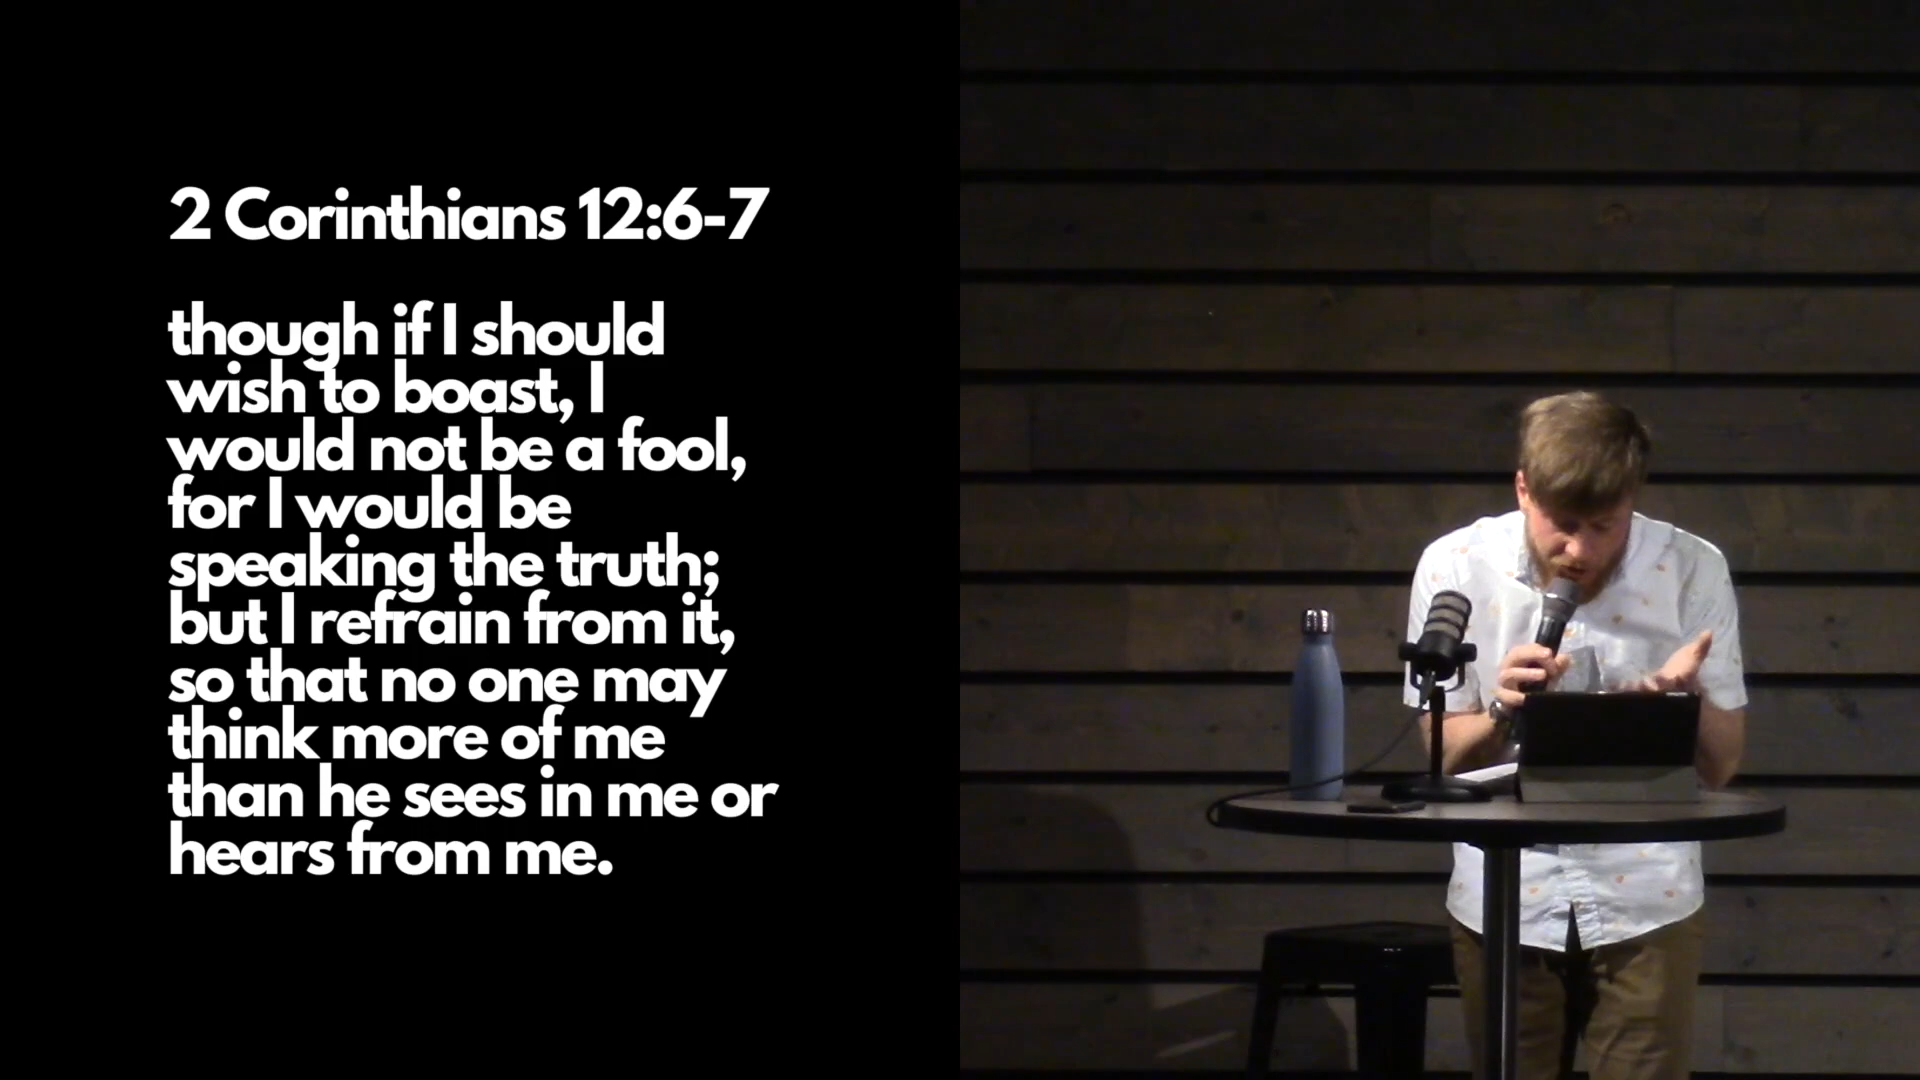 2 Corinthians 12:6-7
though if I should
wish to boast, I
would not be a fool,
for I would be
speaking the truth;
but I refrain from it,
so that no one may
think more of me
than he sees in me or
hears from me.